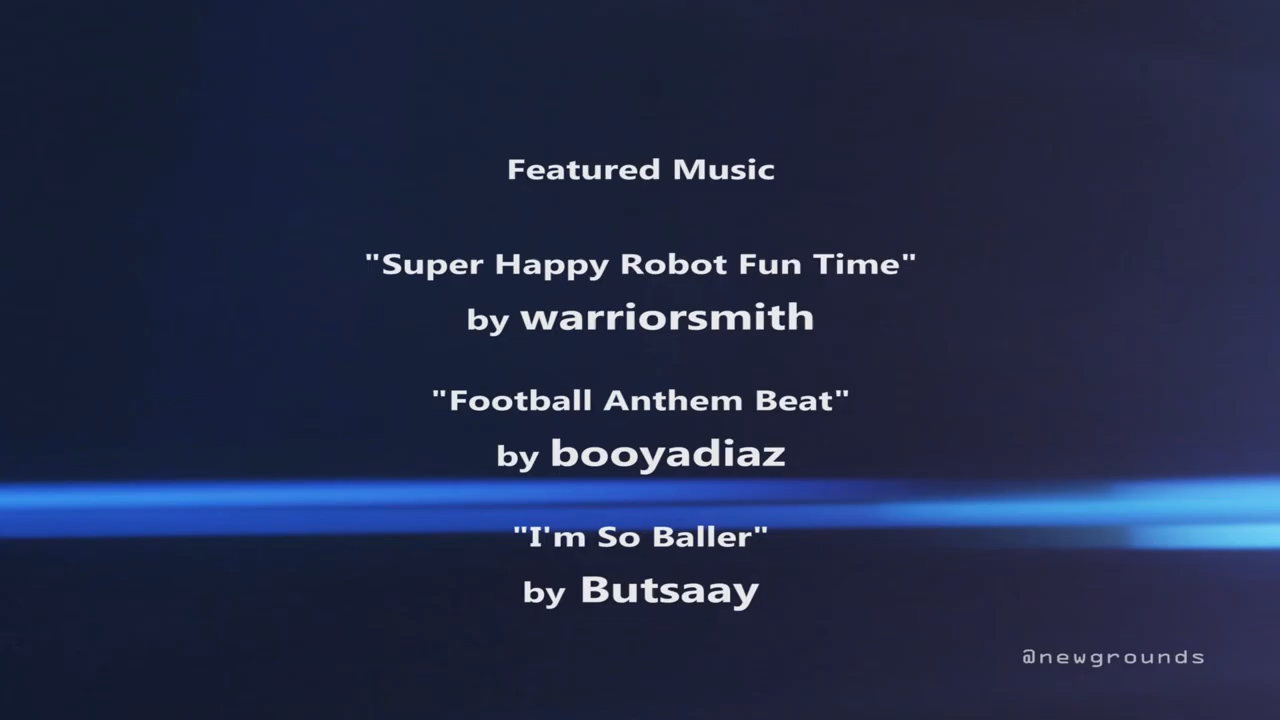 Featured Music
"Super Happy Robot Fun Time"
by warriorsmith
"Football Anthem Beat"
by booyadiaz
"I'm So Baller"
by Butsaay
@newgrounds